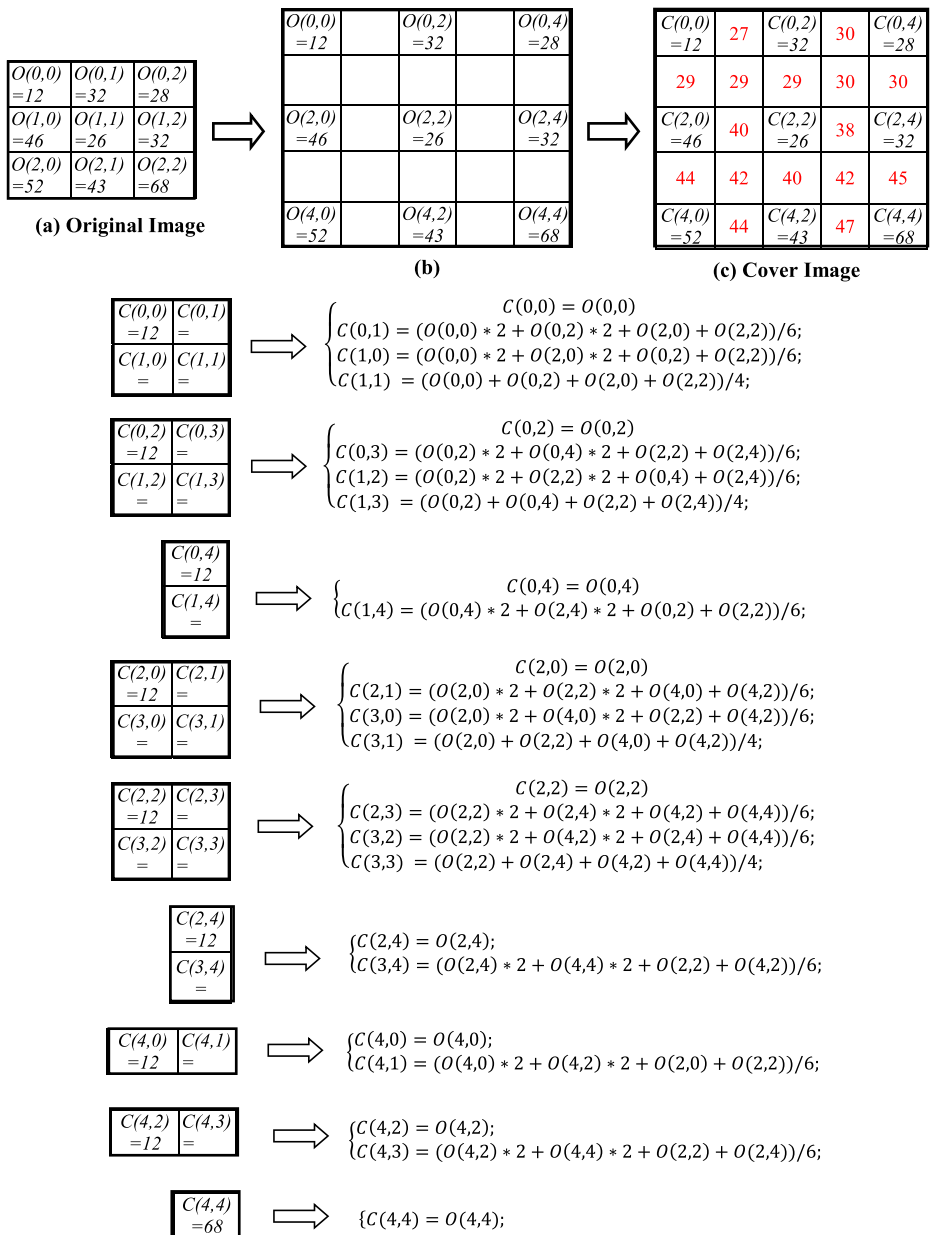 O(0,0) =12 O(0,1) =32 O(0,2) =28
O(1,0) =46 O(1,1) =26 O(1,2) =32
O(2,0) =52 O(2,1) =43 O(2,2) =68
(a) Original Image
O(0,0) =12 O(0,2) =32 O(0,4) =28
O(2,0) =46 O(2,2) =26 O(2,4) =32
O(4,0) =52 O(4,2) =43 O(4,4) =68
(b)
C(0,0) =12 27 C(0,2) =32 30 C(0,4) =28
29 29 29 30 30
C(2,0) =46 40 C(2,2) =26 38 C(2,4) =32
44 42 40 42 45
C(4,0) =52 44 C(4,2) =43 47 C(4,4) =68
(c) Cover Image
C(0,0) =12 C(0,1) =
C(1,0) = C(1,1) =
C(0,0) = O(0,0)
C(0,1) = (O(0,0) ∗ 2 + O(0,2) ∗ 2 + O(2,0) + O(2,2))/6;
C(1,0) = (O(0,0) ∗ 2 + O(2,0) ∗ 2 + O(0,2) + O(2,2))/6;
C(1,1) = (O(0,0) + O(0,2) + O(2,0) + O(2,2))/4;
C(0,2) =12 C(0,3) =
C(1,2) = C(1,3) =
C(0,2) = O(0,2)
C(0,3) = (O(0,2) ∗ 2 + O(0,4) ∗ 2 + O(2,2) + O(2,4))/6;
C(1,2) = (O(0,2) ∗ 2 + O(2,2) ∗ 2 + O(0,4) + O(2,4))/6;
C(1,3) = (O(0,2) + O(0,4) + O(2,2) + O(2,4))/4;
C(0,4) =12
C(1,4) =
C(0,4) = O(0,4)
C(1,4) = (O(0,4) ∗ 2 + O(2,4) ∗ 2 + O(0,2) + O(2,2))/6;
C(2,0) =12 C(2,1) =
C(3,0) = C(3,1) =
C(2,0) = O(2,0)
C(2,1) = (O(2,0) ∗ 2 + O(2,2) ∗ 2 + O(4,0) + O(4,2))/6;
C(3,0) = (O(2,0) ∗ 2 + O(4,0) ∗ 2 + O(2,2) + O(4,2))/6;
C(3,1) = (O(2,0) + O(2,2) + O(4,0) + O(4,2))/4;
C(2,2) =12 C(2,3) =
C(3,2) = C(3,3) =
C(2,2) = O(2,2)
C(2,3) = (O(2,2) ∗ 2 + O(2,4) ∗ 2 + O(4,2) + O(4,4))/6;
C(3,2) = (O(2,2) ∗ 2 + O(4,2) ∗ 2 + O(2,4) + O(4,4))/6;
C(3,3) = (O(2,2) + O(2,4) + O(4,2) + O(4,4))/4;
C(2,4) =12
C(3,4) =
C(2,4) = O(2,4);
C(3,4) = (O(2,4) ∗ 2 + O(4,4) ∗ 2 + O(2,2) + O(4,2))/6;
C(4,0) =12 C(4,1) =
C(4,0) = O(4,0);
C(4,1) = (O(4,0) ∗ 2 + O(4,2) ∗ 2 + O(2,0) + O(2,2))/6;
C(4,2) =12 C(4,3) =
C(4,2) = O(4,2);
C(4,3) = (O(4,2) ∗ 2 + O(4,4) ∗ 2 + O(2,2) + O(2,4))/6;
C(4,4) =68
{C(4,4) = O(4,4);